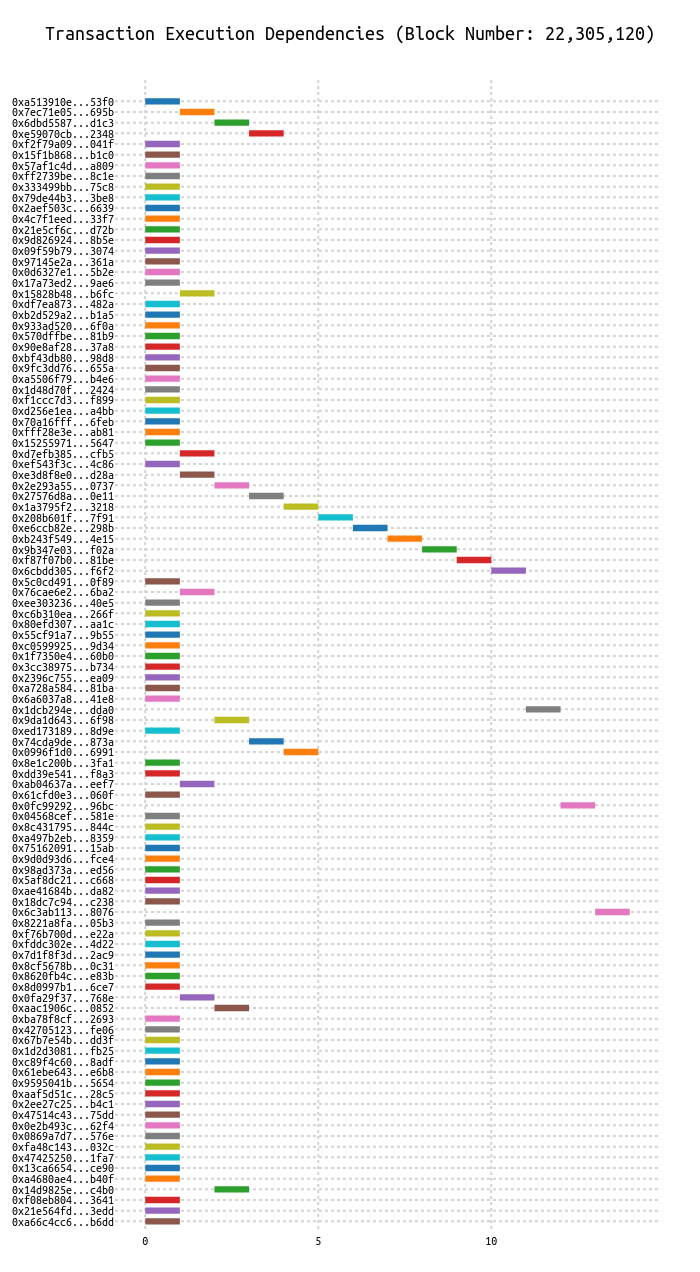 Transaction Execution Dependencies (Block Number: 22,305,120)
0xa513910e...53f0
0x7ec71e05...695b
0x6dbd5587...d1c3
0xe59070cb...2348
0xf2f79a09...041f
0x15f1b868...b1c0
0x57af1c4d...a809
0xff2739be...8c1e
0x333499bb...75c8
0x79de44b3...3be8
0x2aef503c...6639
0x4c7f1eed...33f7
0x21e5cf6c...d72b
0x9d826924...8b5e
0x09f59b79...3074
0x97145e2a...361a
0x0d6327e1...5b2e
0x17a73ed2...9ae6
0x15828b48...b6fc
0xdf7ea873...482a
0xb2d529a2...b1a5
0x933ad520...6f0a
0x570dffbe...81b9
0x90e8af28...37a8
0xbf43db80...98d8
0x9fc3dd76...655a
0xa5506f79...b4e6
0x1d48d70f...2424
0xf1ccc7d3...f899
0xd256e1ea...a4bb
0x70a16fff...6feb
0xfff28e3e...ab81
0x15255971...5647
0xd7efb385...cfb5
0xef543f3c...4c86
0xe3d8f8e0...d28a
0x2e293a55...0737
0x27576d8a...0e11
0x1a3795f2...3218
0x208b601f...7f91
0xe6ccb82e...298b
0xb243f549...4e15
0x9b347e03...f02a
0xf87f07b0...81be
0x6cbdd305...f6f2
0x5c0cd491...0f89
0x76cae6e2...6ba2
0xee303236...40e5
0xc6b310ea...266f
0x80efd307...aa1c
0x55cf91a7...9b55
0xc0599925...9d34
0x1f7350e4...60b0
0x3cc38975...b734
0x2396c755...ea09
0xa728a584...81ba
0x6a6037a8...41e8
0x1dcb294e...dda0
0x9da1d643...6f98
0xed173189...8d9e
0x74cda9de...873a
0x0996f1d0...6991
0x8e1c200b...3fa1
0xdd39e541...f8a3
0xab04637a...eef7
0x61cfd0e3...060f
0x0fc99292...96bc
0x04568cef...581e
0x8c431795...844c
0xa497b2eb...8359
0x75162091...15ab
0x9d0d93d6...fce4
0x98ad373a...ed56
0x5af8dc21...c668
0xae41684b...da82
0x18dc7c94...c238
0x6c3ab113...8076
0x8221a8fa...05b3
0xf76b700d...e22a
0xfddc302e...4d22
0x7d1f8f3d...2ac9
0x8cf5678b...0c31
0x8620fb4c...e83b
0x8d0997b1...6ce7
0x0fa29f37...768e
0xaac1906c...0852
0xba78f8cf...2693
0x42705123...fe06
0x67b7e54b...dd3f
0x1d2d3081...fb25
0xc89f4c60...8adf
0x61ebe643...e6b8
0x9595041b...5654
0xaaf5d51c...28c5
0x2ee27c25...b4c1
0x47514c43...75dd
0x0e2b493c...62f4
0x0869a7d7...576e
0xfa48c143...032c
0x47425250...1fa7
0x13ca6654...ce90
0xa4680ae4...b40f
0x14d9825e...c4b0
0xf08eb804...3641
0x21e564fd...3edd
0xa66c4cc6...b6dd
0 5 10